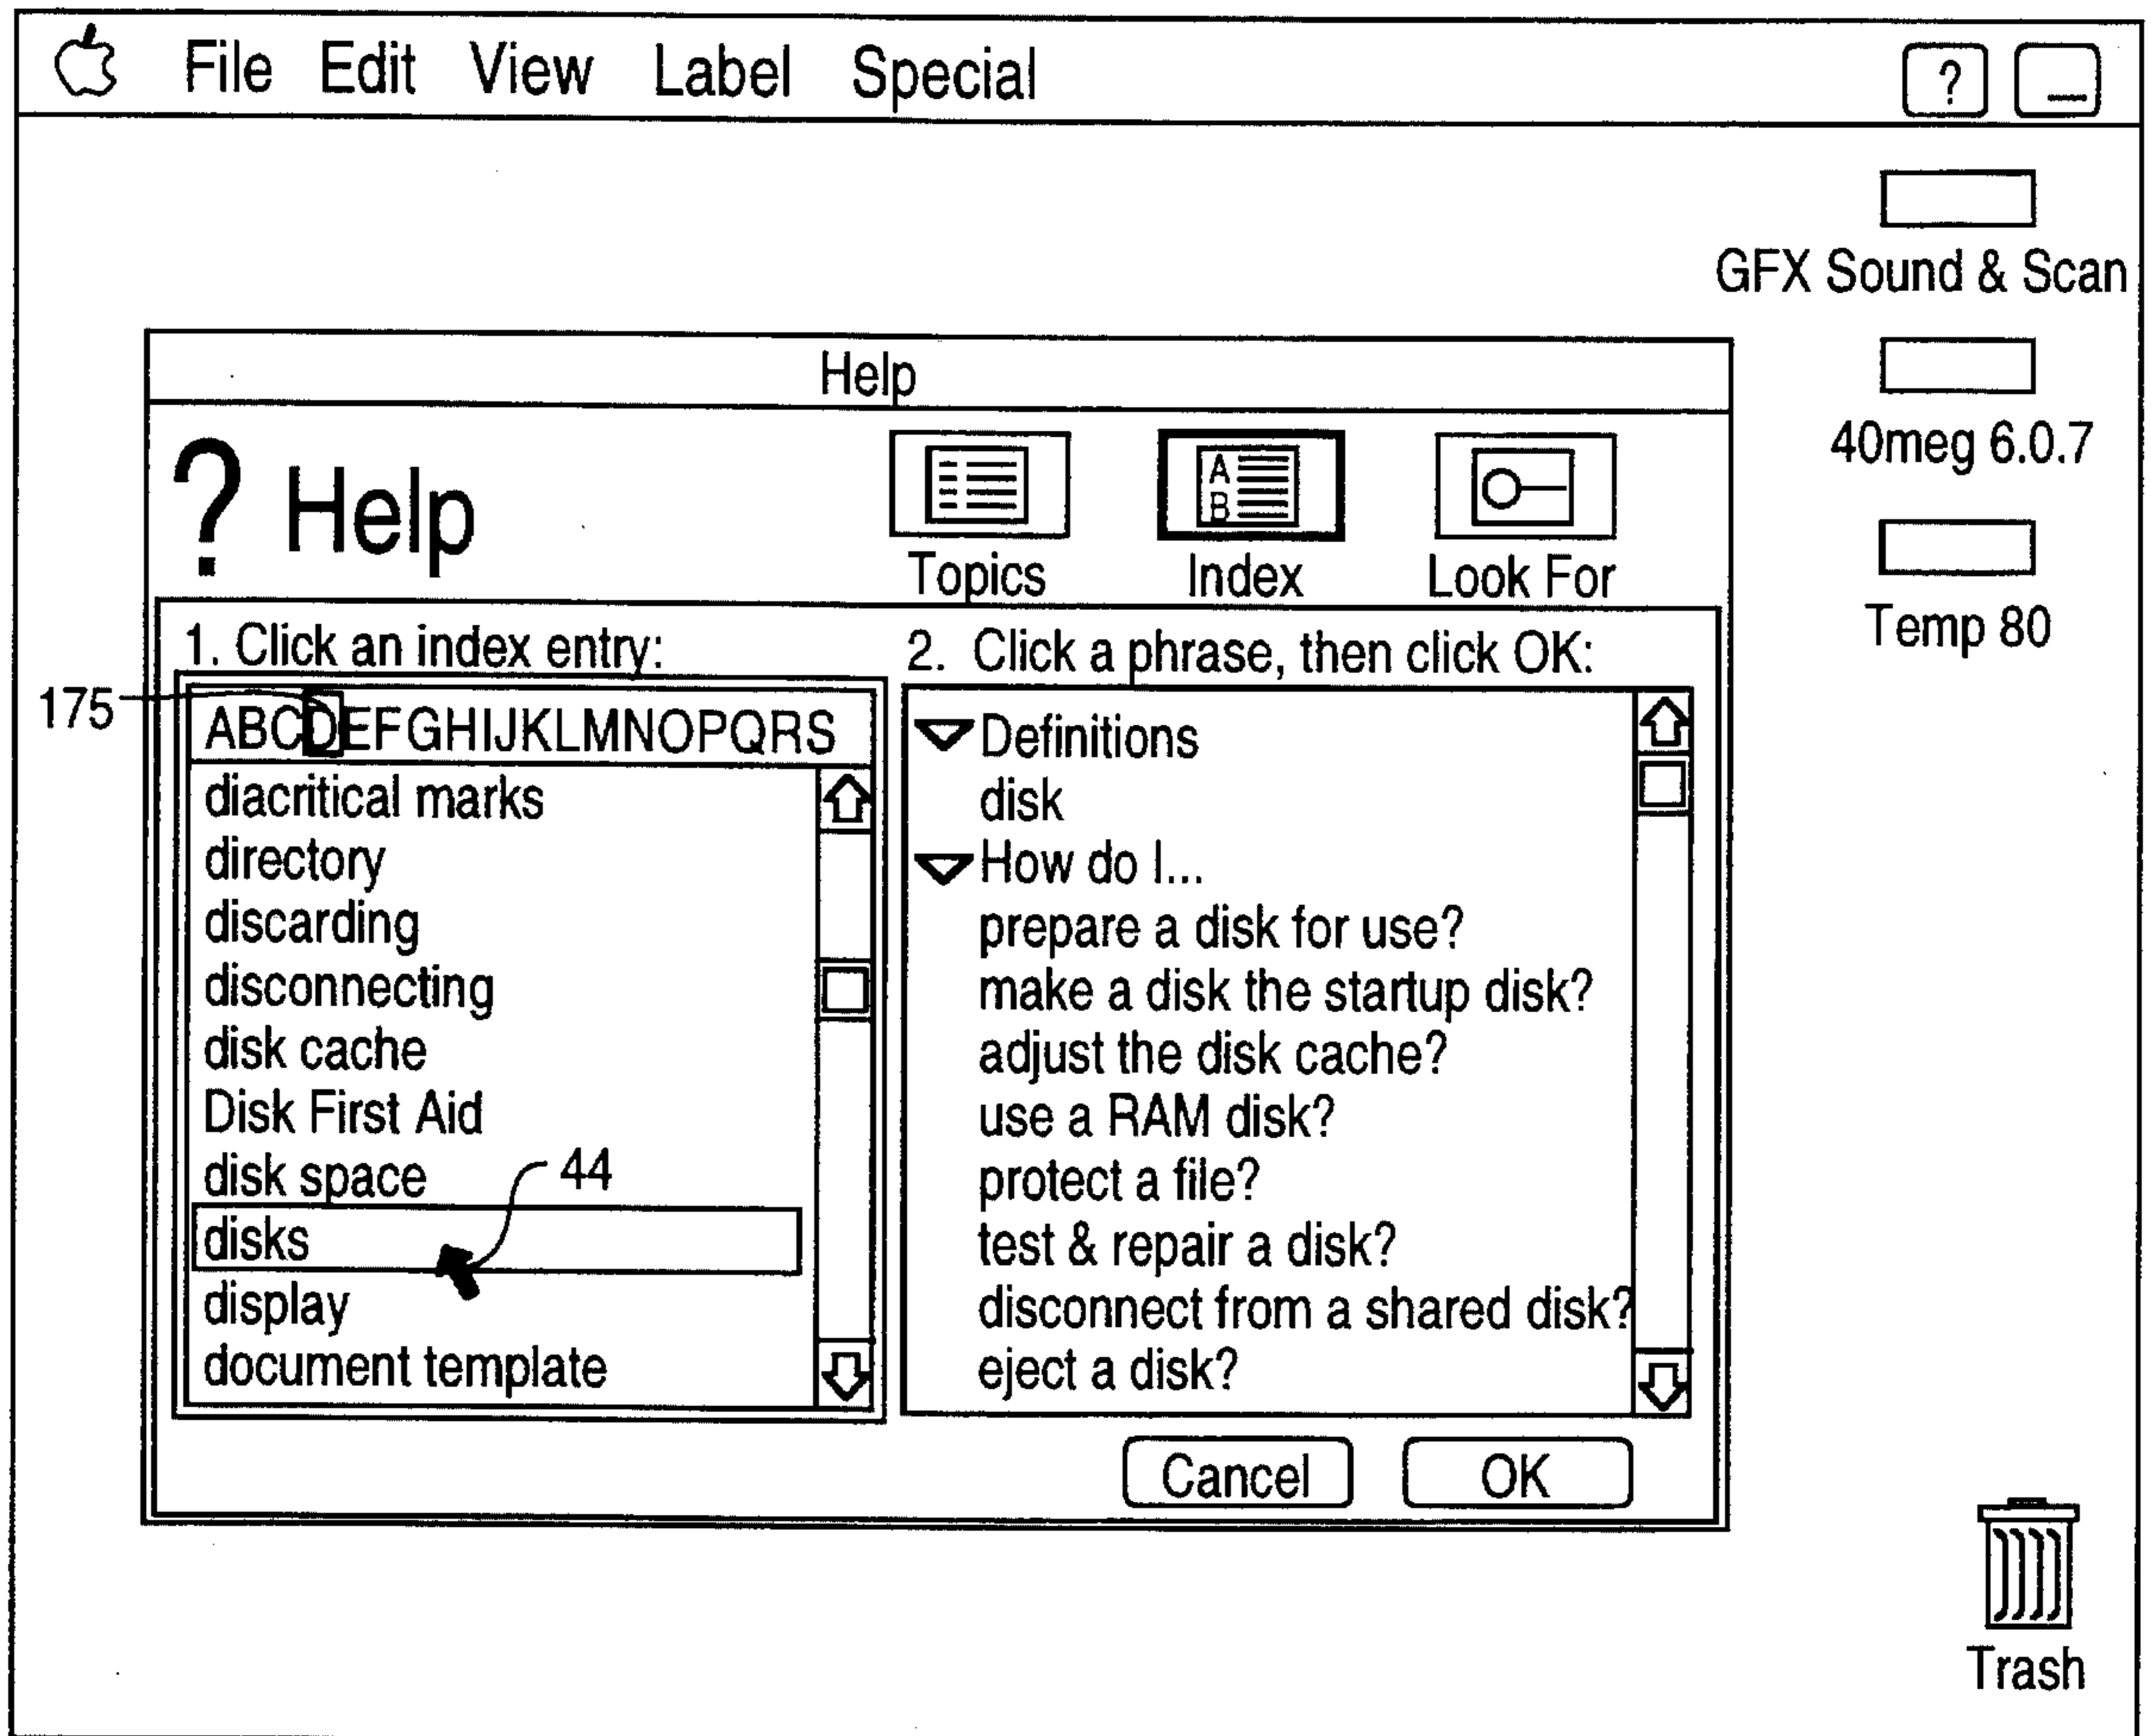 File Edit View Label Special ? _
GFX Sound & Scan
40meg 6.0.7
Temp 80
Help
? Help
A
B
Topics Index Look For
1. Click an index entry:
175
ABCDEFGHIJKLMNOPQRS
diacritical marks
directory
discarding
disconnecting
disk cache
Disk First Aid
disk space
44
disks
display
document template
2. Click a phrase, then click OK:
Definitions
disk
How do I...
prepare a disk for use?
make a disk the startup disk?
adjust the disk cache?
use a RAM disk?
protect a file?
test & repair a disk?
disconnect from a shared disk?
eject a disk?
Cancel OK
Trash